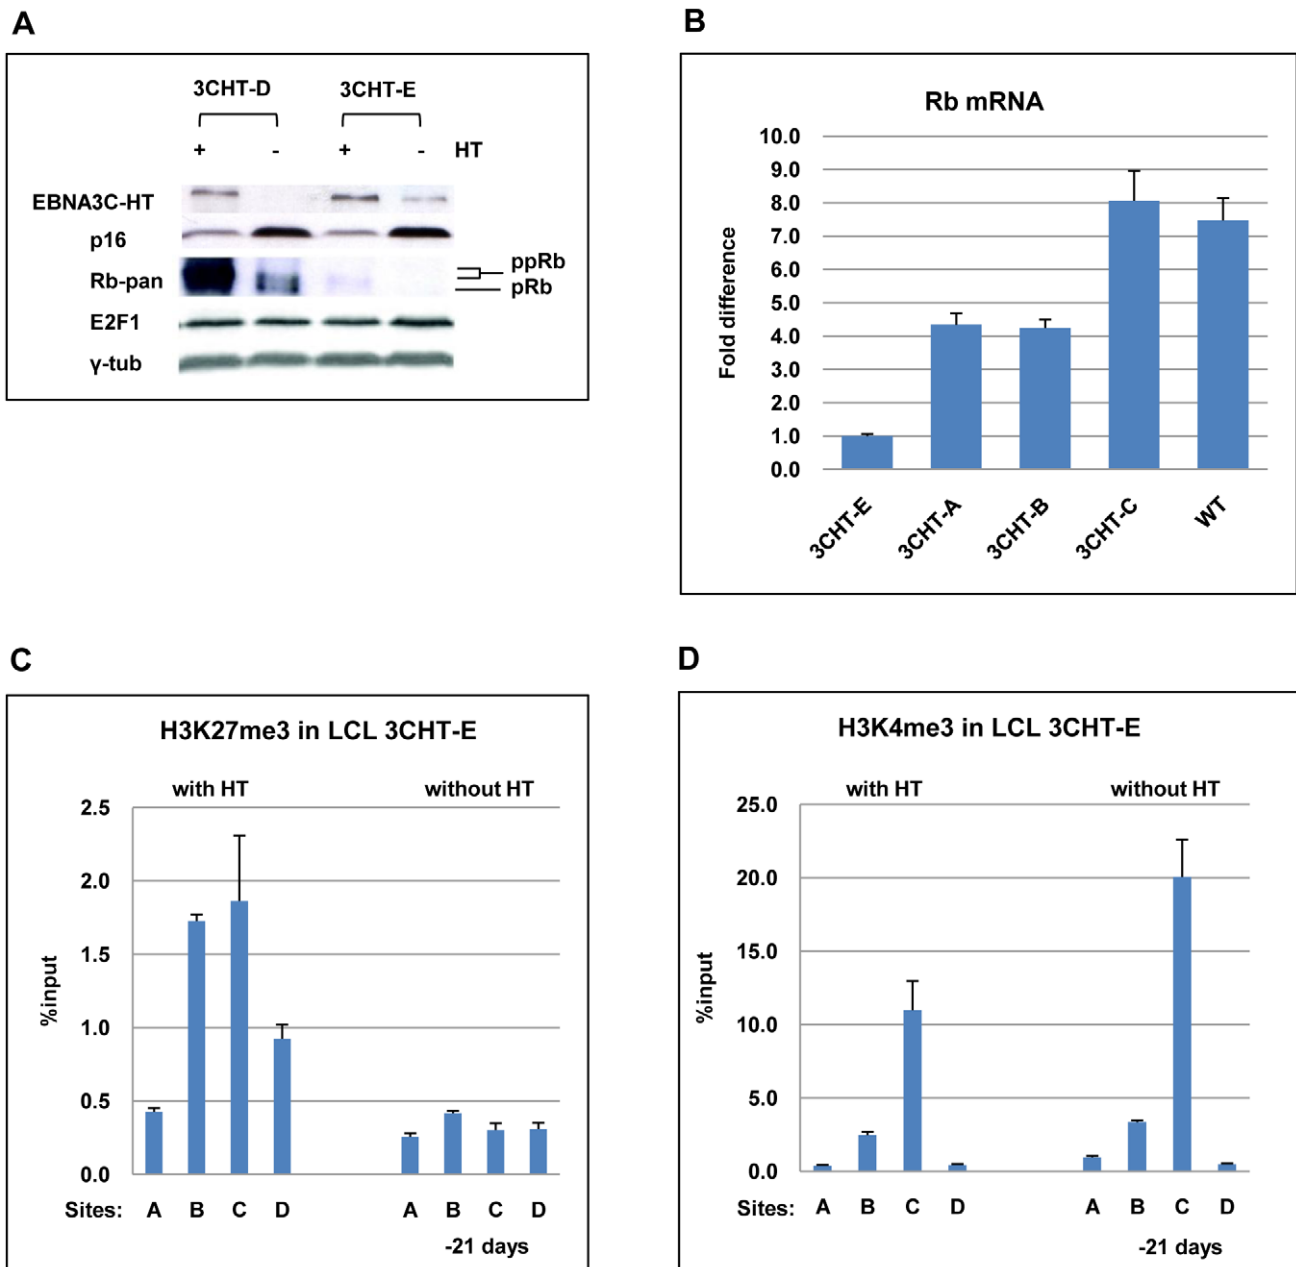 A
3CHT-D 3CHT-E
+ - + - HT
EBNA3C-HT
p16
Rb-pan
ppRb
pRb
E2F1
γ-tub
B
Rb mRNA
Fold difference
10.0
9.0
8.0
7.0
6.0
5.0
4.0
3.0
2.0
1.0
0.0
3CHT-E 3CHT-A 3CHT-B 3CHT-C WT
C
H3K27me3 in LCL 3CHT-E
with HT without HT
%input
2.5
2.0
1.5
1.0
0.5
0.0
Sites: A B C D A B C D
-21 days
D
H3K4me3 in LCL 3CHT-E
with HT without HT
%input
25.0
20.0
15.0
10.0
5.0
0.0
Sites: A B C D A B C D
-21 days